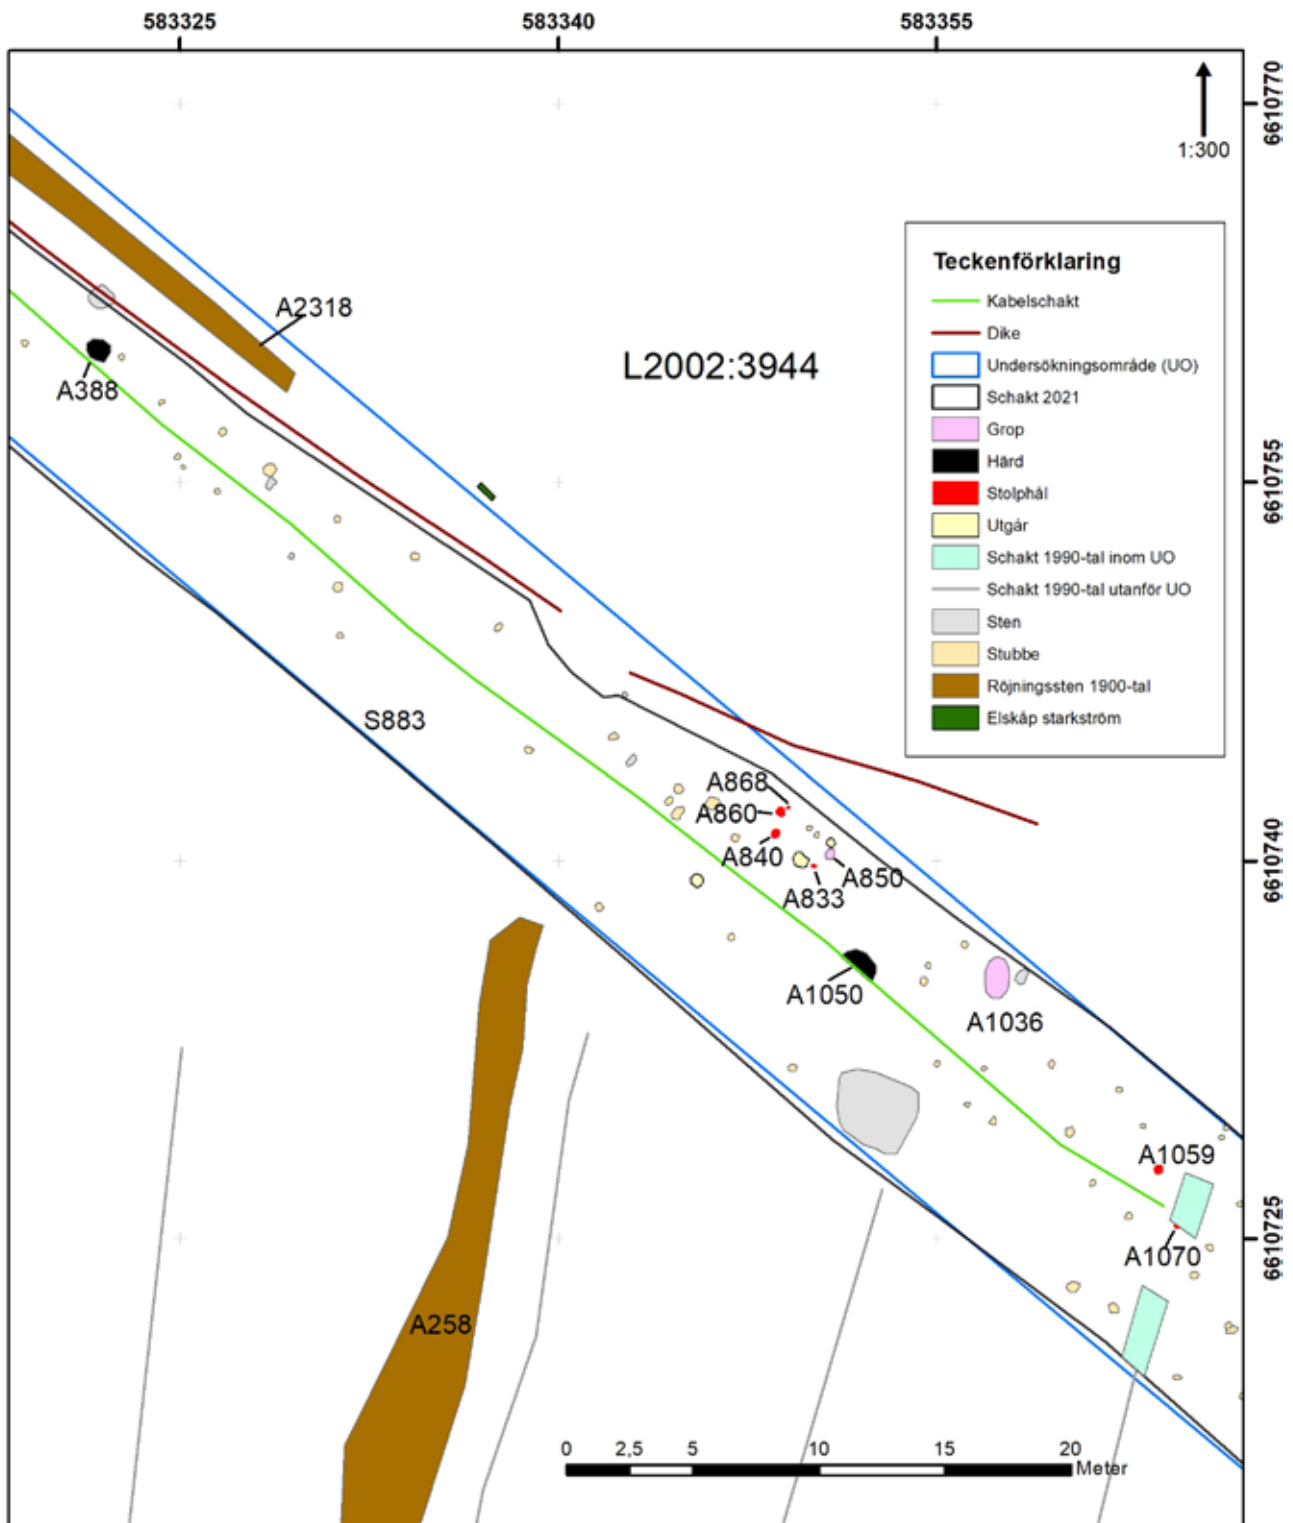 583325 583340 583355
6610770
1:300
Teckenförklaring
Kabelschakt
Dike
Undersökningsområde (UO)
Schakt 2021
Grop
Härd
Stolphål
Utgår
Schakt 1990-tal inom UO
Schakt 1990-tal utanför UO
Sten
Stubbe
Röjningssten 1900-tal
Elskåp starkström
A2318
L2002:3944
A388
6610755
S883
A868
A860
A840
A850
A833
6610740
A1050
A1036
A1059
A1070
6610725
A258
0 2,5 5 10 15 20
Meter